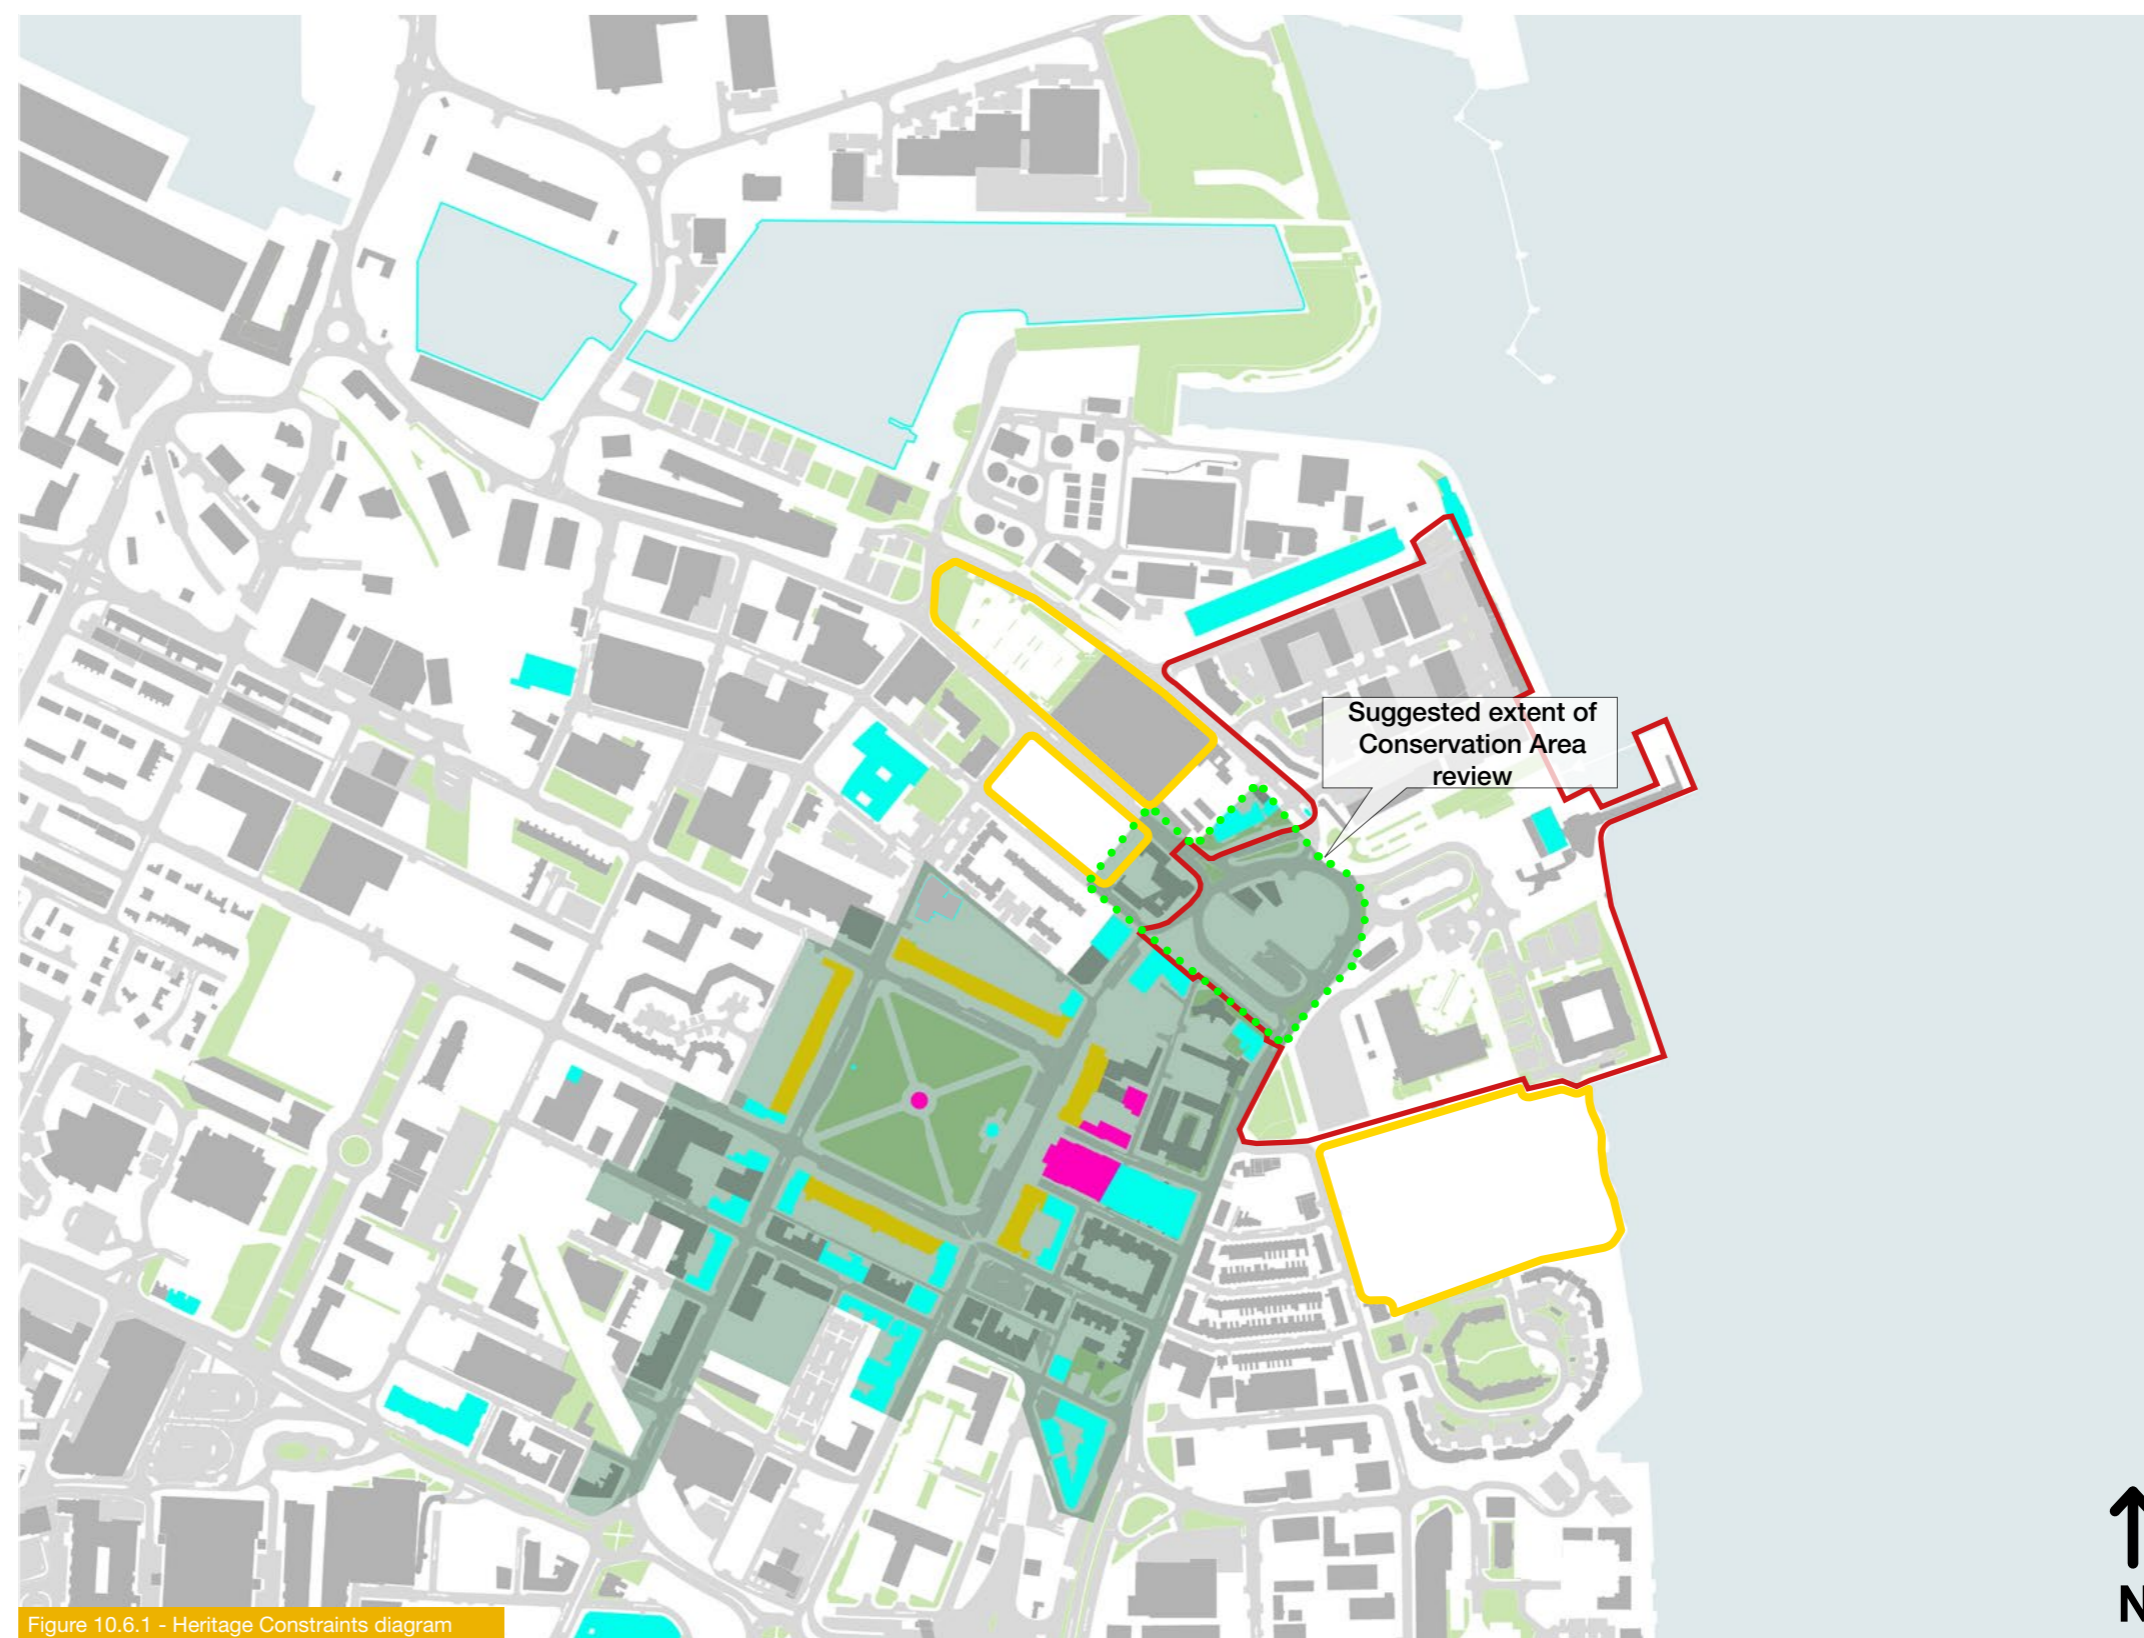 Suggested extent of
Conservation Area
review
N
Figure 10.6.1 - Heritage Constraints diagram